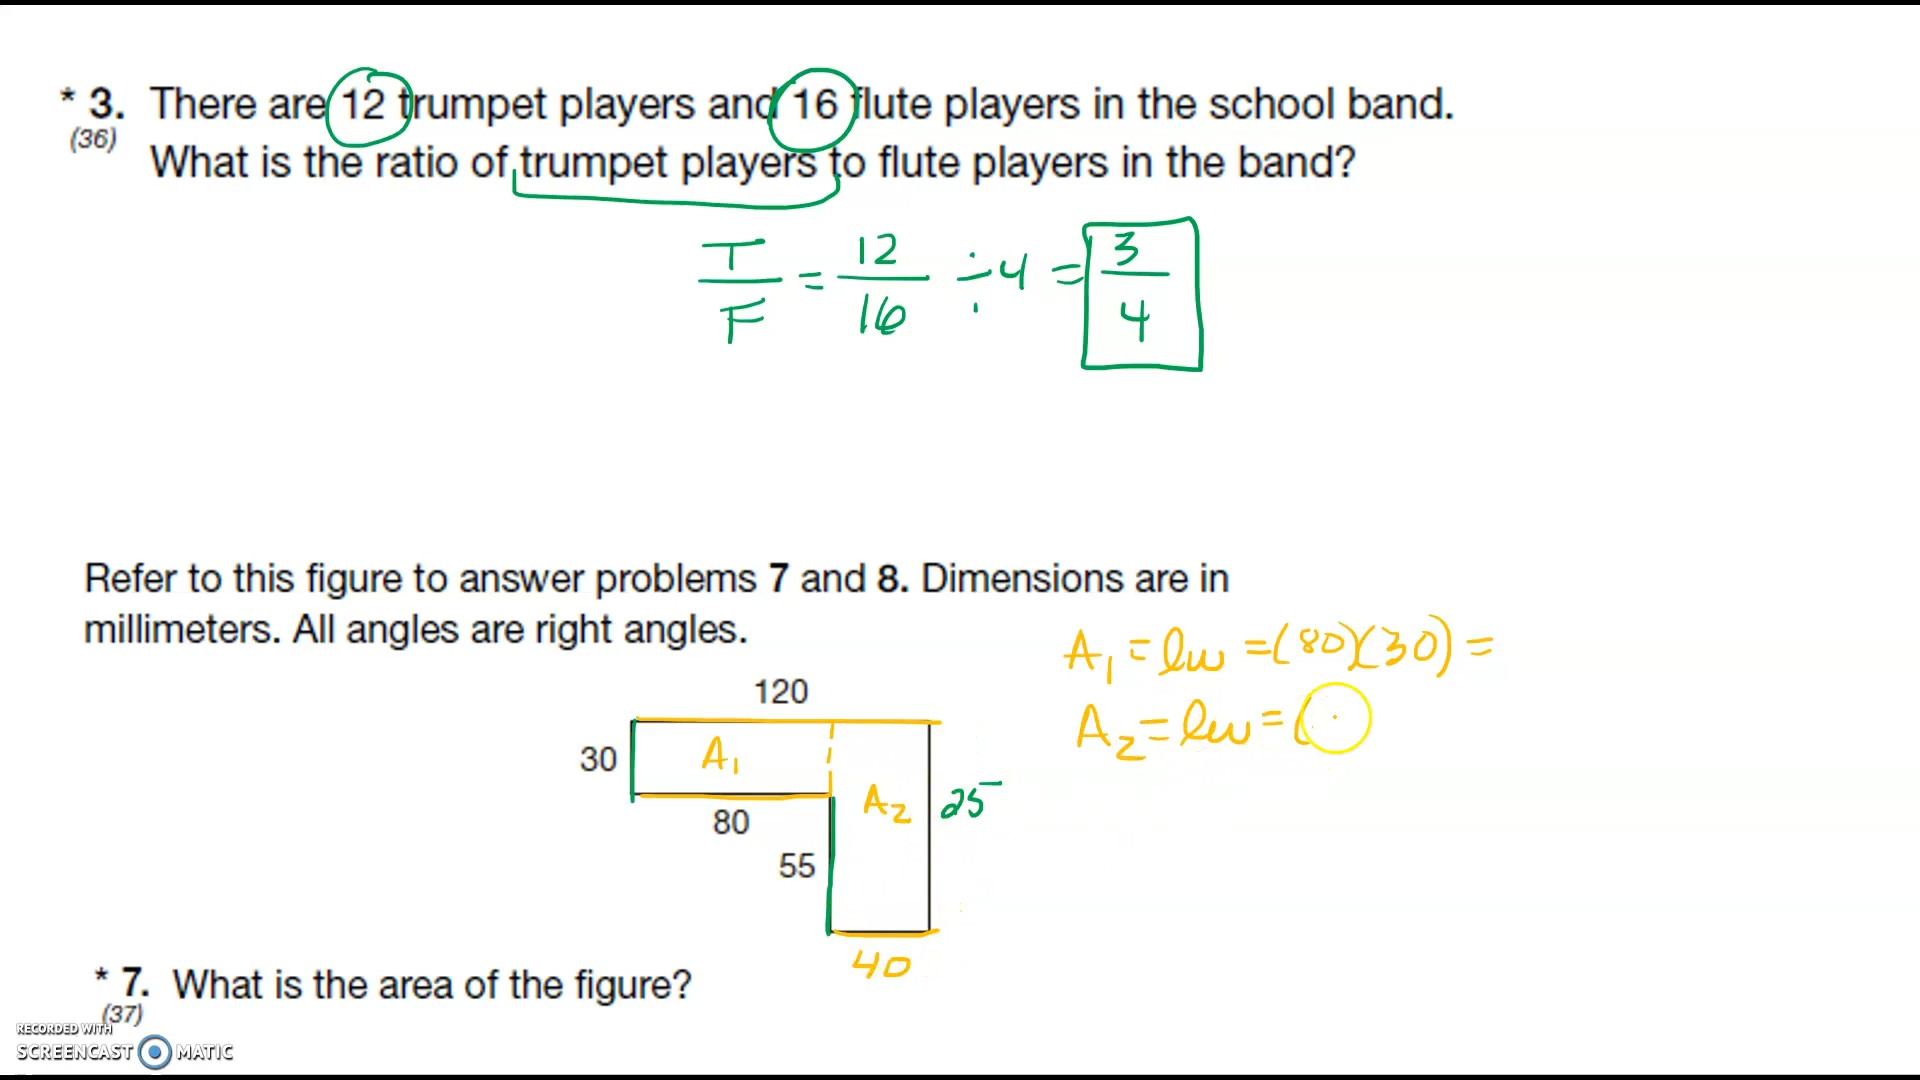 * 3. There are 12 trumpet players and 16 flute players in the school band.
(36)
What is the ratio of trumpet players to flute players in the band?
T/F = 12/16 ÷ 4 = 3/4
Refer to this figure to answer problems 7 and 8. Dimensions are in
millimeters. All angles are right angles.
A₁ = lw = (80)(30) =
A₂ = lw = (
120
30
A₁
A₂
25
80
55
40
* 7. What is the area of the figure?
(37)
RECORDED WITH
SCREENCAST MATIC